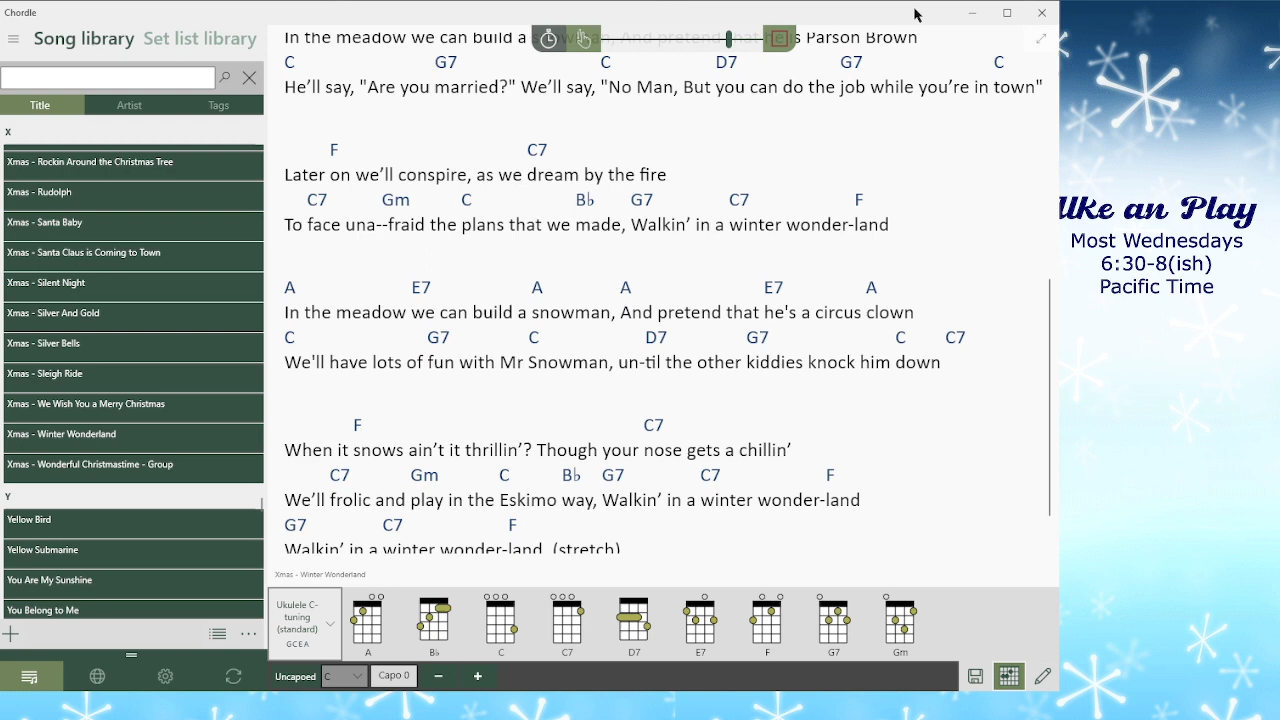 Chordle
Song library Set list library
Title Artist Tags
X
Xmas - Rockin Around the Christmas Tree
Xmas - Rudolph
Xmas - Santa Baby
Xmas - Santa Claus is Coming to Town
Xmas - Silent Night
Xmas - Silver And Gold
Xmas - Silver Bells
Xmas - Sleigh Ride
Xmas - We Wish You a Merry Christmas
Xmas - Winter Wonderland
Xmas - Wonderful Christmastime - Group
Y
Yellow Bird
Yellow Submarine
You Are My Sunshine
You Belong to Me
In the meadow we can build a snowman, And pretend that he is Parson Brown
C G7 C D7 G7 C
He’ll say, "Are you married?" We’ll say, "No Man, But you can do the job while you’re in town"
F C7
Later on we’ll conspire, as we dream by the fire
C7 Gm C B♭ G7 C7 F
To face una--fraid the plans that we made, Walkin’ in a winter wonder-land
A E7 A A E7 A
In the meadow we can build a snowman, And pretend that he's a circus clown
C G7 C D7 G7 C C7
We'll have lots of fun with Mr Snowman, un-til the other kiddies knock him down
F C7
When it snows ain’t it thrillin’? Though your nose gets a chillin’
C7 Gm C B♭ G7 C7 F
We’ll frolic and play in the Eskimo way, Walkin’ in a winter wonder-land
G7 C7 F
Walkin’ in a winter wonder-land (stretch)
Xmas - Winter Wonderland
Ukulele C-
tuning
(standard)
G C E A
A B♭ C C7 D7 E7 F G7 Gm
Uncapoed C Capo 0 - +
an Play
Most Wednesdays
6:30-8(ish)
Pacific Time